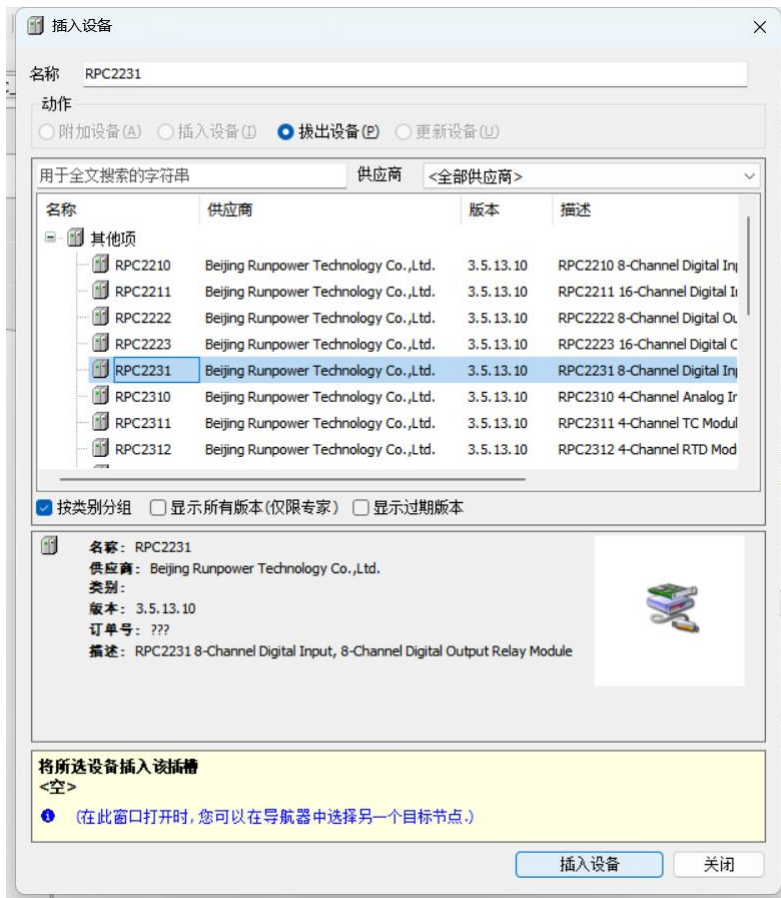 插入设备
名称 RPC2231
动作
附加设备(A) 插入设备(I) 拔出设备(P) 更新设备(U)
用于全文搜索的字符串 供应商 <全部供应商>
名称 供应商 版本 描述
其他项
RPC2210 Beijing Runpower Technology Co.,Ltd. 3.5.13.10 RPC2210 8-Channel Digital Inp
RPC2211 Beijing Runpower Technology Co.,Ltd. 3.5.13.10 RPC2211 16-Channel Digital I
RPC2222 Beijing Runpower Technology Co.,Ltd. 3.5.13.10 RPC2222 8-Channel Digital Ou
RPC2223 Beijing Runpower Technology Co.,Ltd. 3.5.13.10 RPC2223 16-Channel Digital C
RPC2231 Beijing Runpower Technology Co.,Ltd. 3.5.13.10 RPC2231 8-Channel Digital Inp
RPC2310 Beijing Runpower Technology Co.,Ltd. 3.5.13.10 RPC2310 4-Channel Analog Ir
RPC2311 Beijing Runpower Technology Co.,Ltd. 3.5.13.10 RPC2311 4-Channel TC Modul
RPC2312 Beijing Runpower Technology Co.,Ltd. 3.5.13.10 RPC2312 4-Channel RTD Mod
按类别分组 显示所有版本(仅限专家) 显示过期版本
名称: RPC2231
供应商: Beijing Runpower Technology Co.,Ltd.
类别:
版本: 3.5.13.10
订单号: ???
描述: RPC2231 8-Channel Digital Input, 8-Channel Digital Output Relay Module
将所选设备插入该插槽
<空>
(在此窗口打开时,您可以在导航器中选择另一个目标节点.)
插入设备 关闭